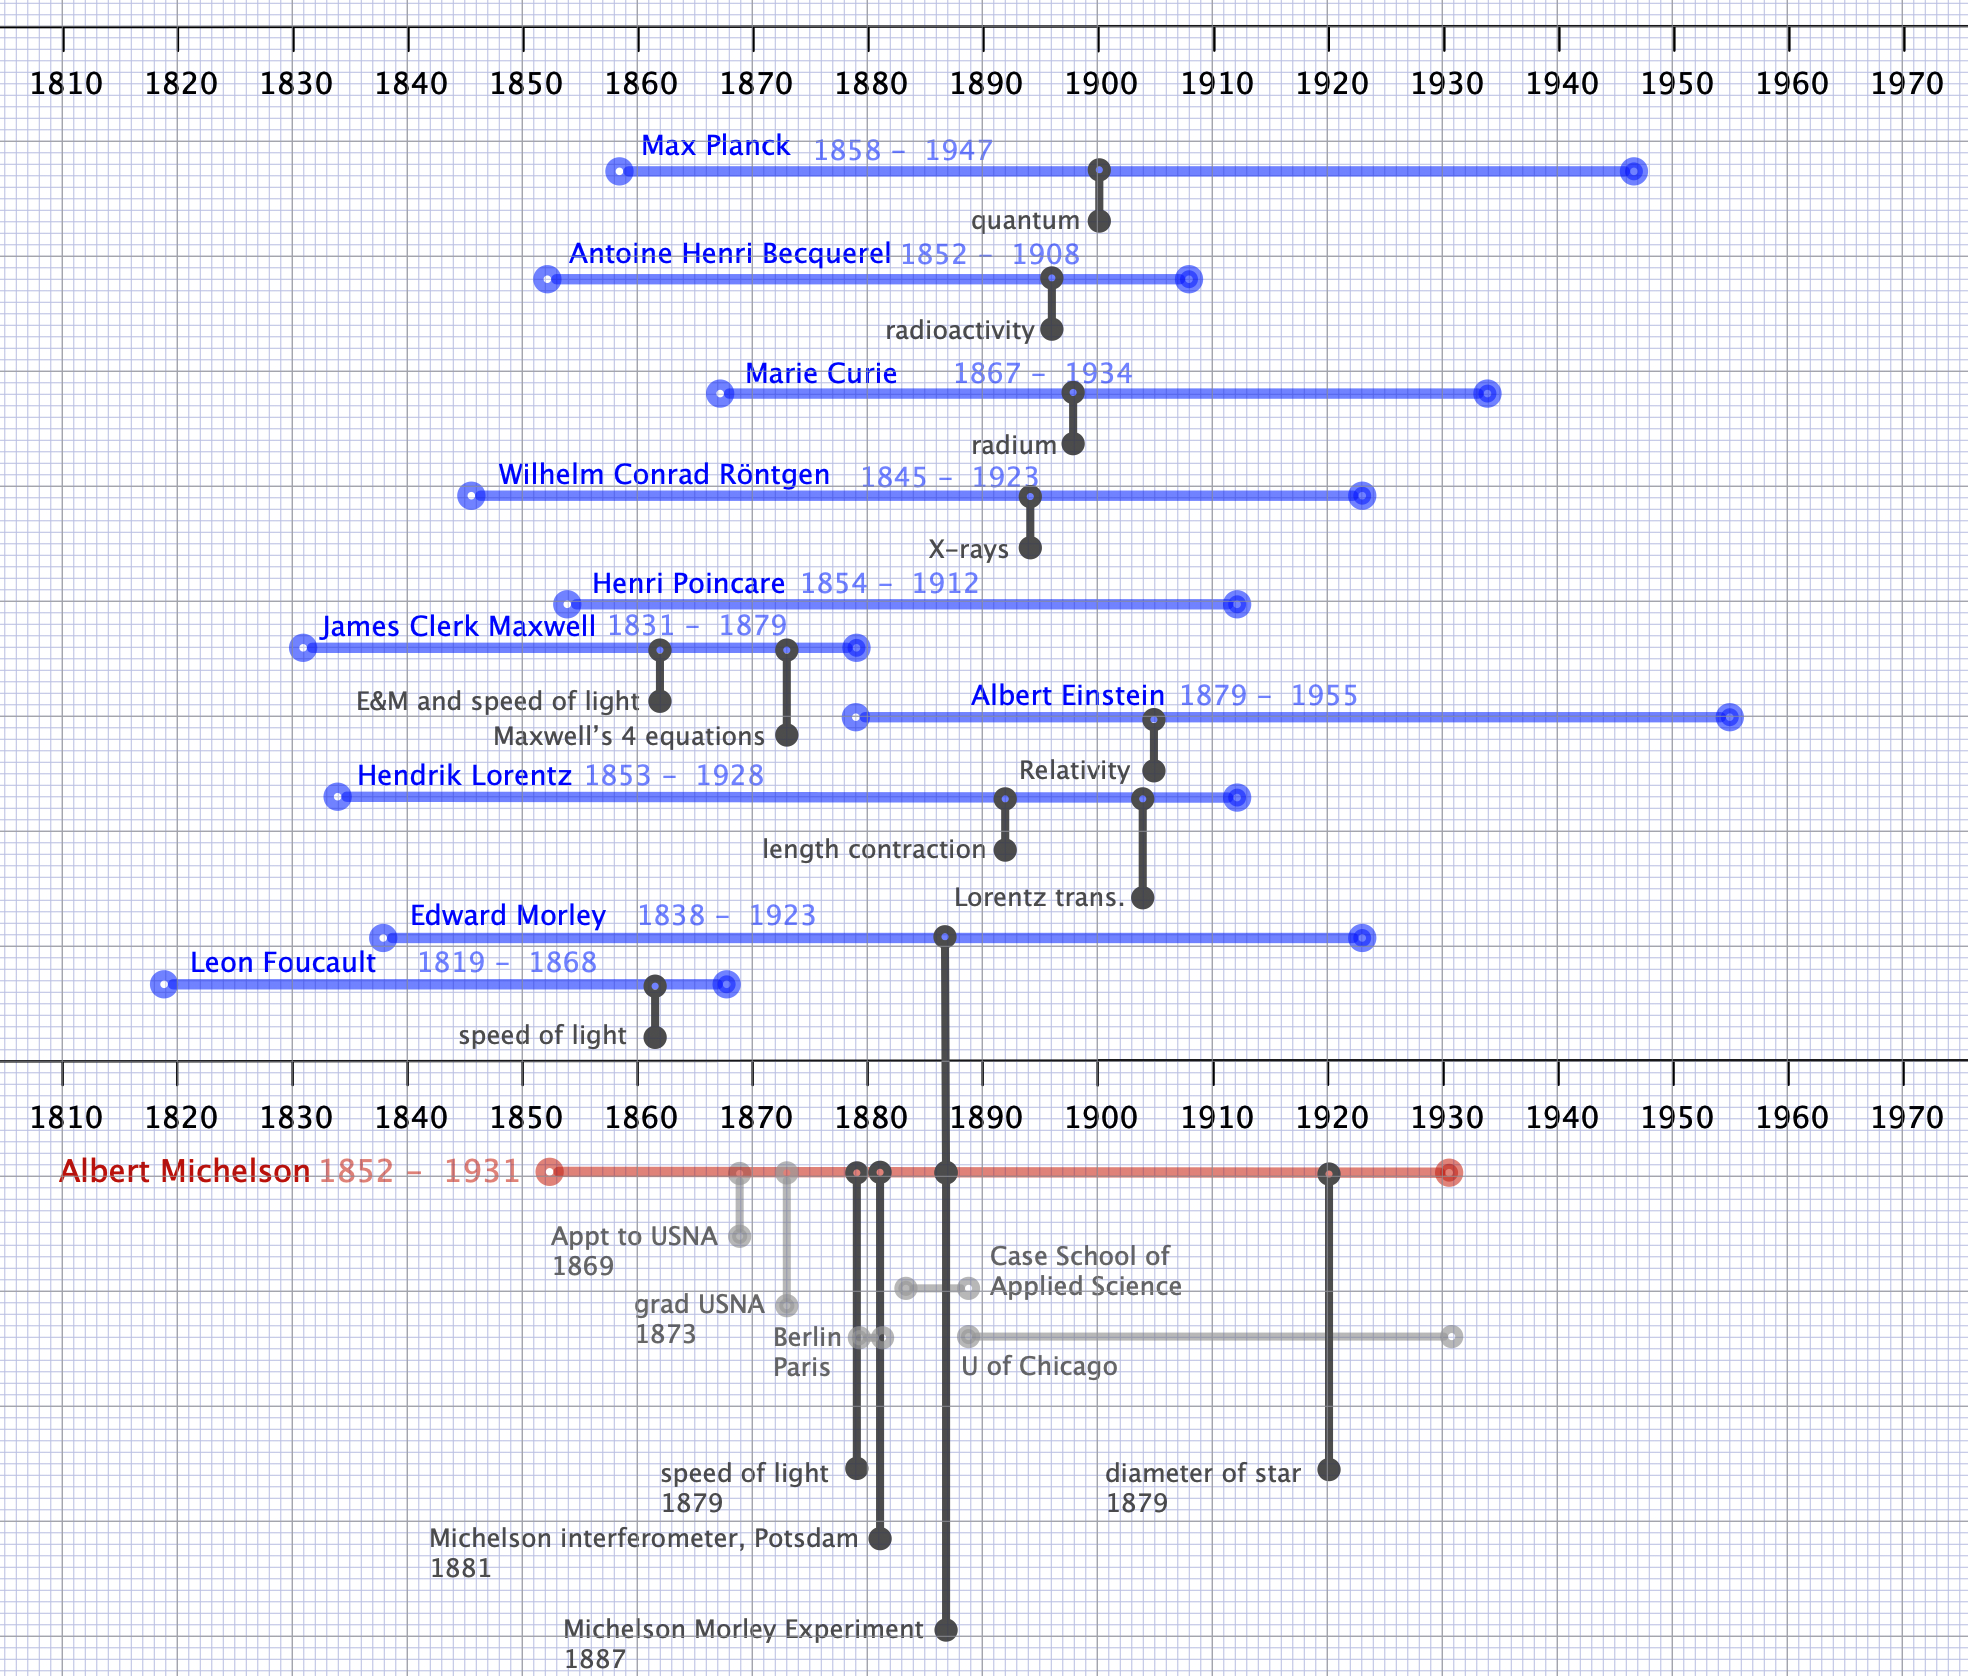 1810 1820 1830 1840 1850 1860 1870 1880 1890 1900 1910 1920 1930 1940 1950 1960 1970
Max Planck 1858 – 1947
quantum
Antoine Henri Becquerel 1852 – 1908
radioactivity
Marie Curie 1867 – 1934
radium
Wilhelm Conrad Röntgen 1845 – 1923
X-rays
Henri Poincare 1854 – 1912
James Clerk Maxwell 1831 – 1879
E&M and speed of light
Albert Einstein 1879 – 1955
Maxwell's 4 equations
Relativity
Hendrik Lorentz 1853 – 1928
length contraction
Lorentz trans.
Edward Morley 1838 – 1923
Leon Foucault 1819 – 1868
speed of light
1810 1820 1830 1840 1850 1860 1870 1880 1890 1900 1910 1920 1930 1940 1950 1960 1970
Albert Michelson 1852 – 1931
Appt to USNA
1869
Case School of
Applied Science
grad USNA
1873
Berlin
Paris
U of Chicago
speed of light
1879
diameter of star
1879
Michelson interferometer, Potsdam
1881
Michelson Morley Experiment
1887